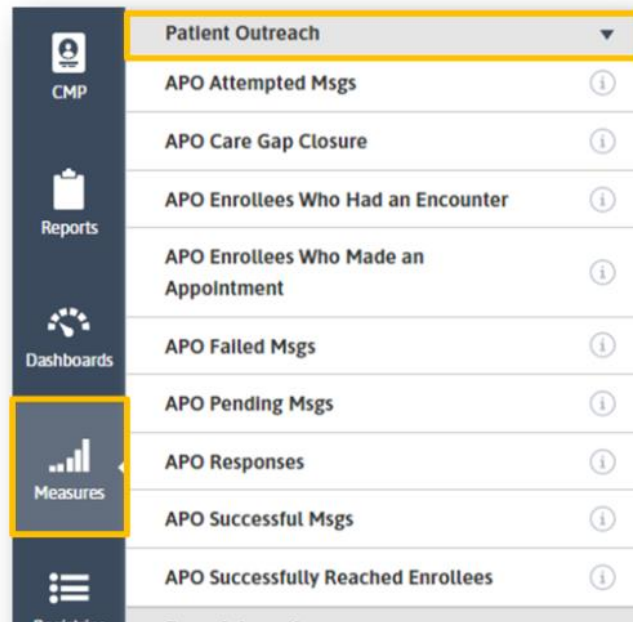 CMP
Reports
Dashboards
Measures
Patient Outreach
APO Attempted Msgs
APO Care Gap Closure
APO Enrollees Who Had an Encounter
APO Enrollees Who Made an
Appointment
APO Failed Msgs
APO Pending Msgs
APO Responses
APO Successful Msgs
APO Successfully Reached Enrollees